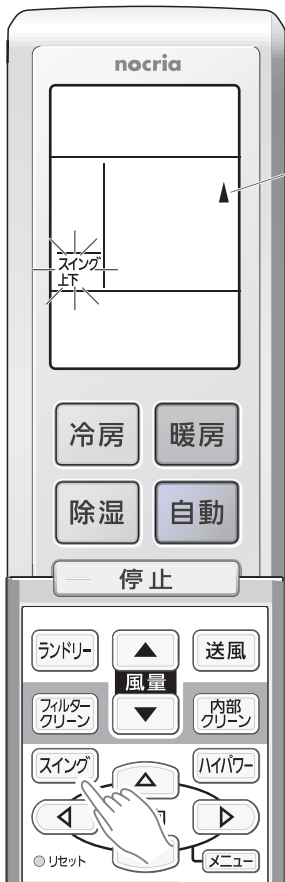 nocria
スイング
上下
冷房 暖房
除湿 自動
停止
ランドリー 送風
風量
フィルター
クリーン
内部
クリーン
スイング ハイパワー
リセット メニュー